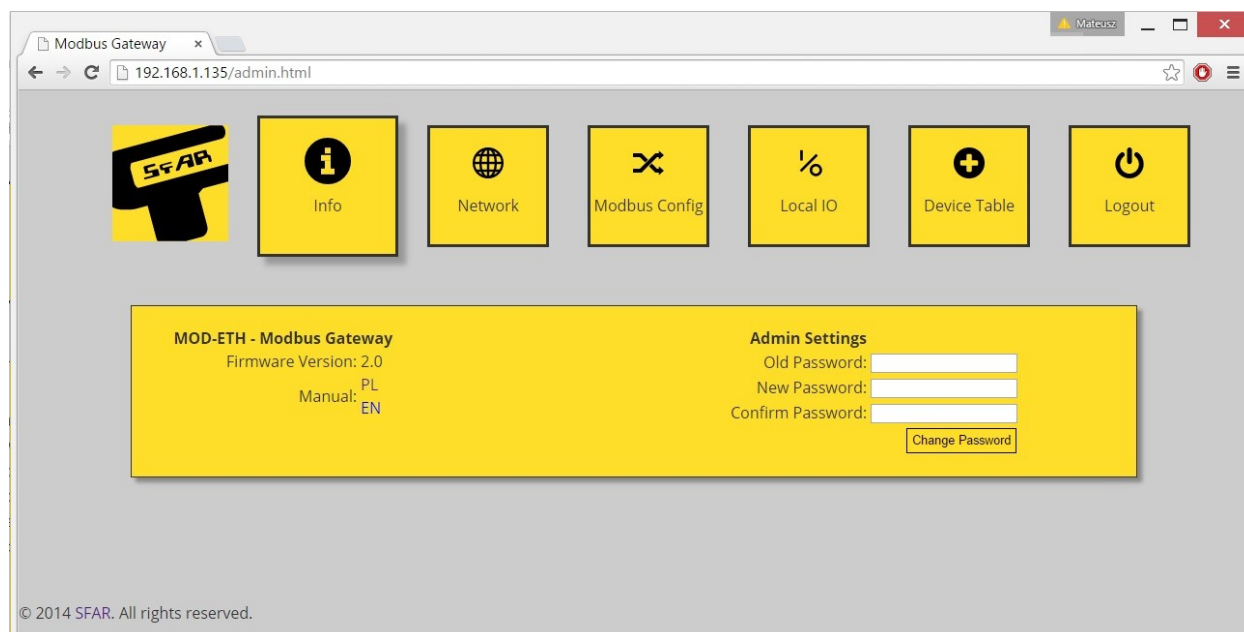 Modbus Gateway
Mateusz
192.168.1.135/admin.html
SFAR
Info
Network
Modbus Config
Local IO
Device Table
Logout
MOD-ETH - Modbus Gateway
Firmware Version: 2.0
Manual: PL
EN
Admin Settings
Old Password:
New Password:
Confirm Password:
Change Password
© 2014 SFAR. All rights reserved.